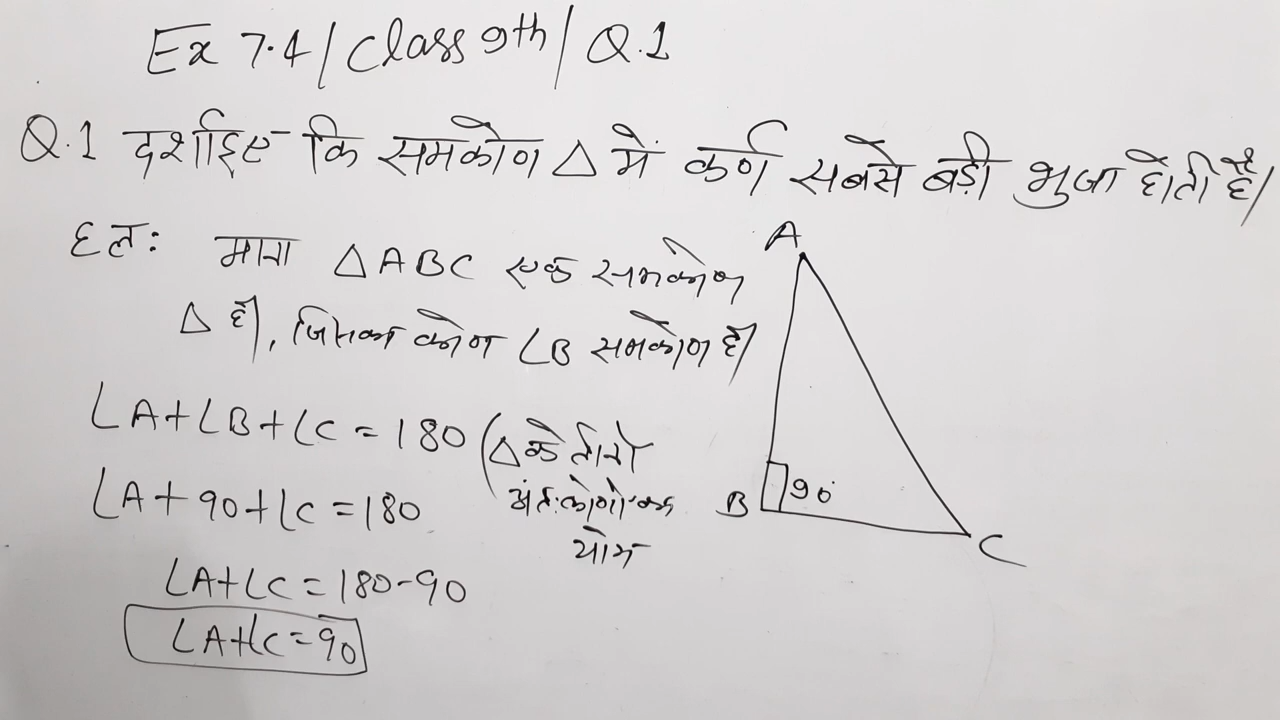 Ex 7.4 / Class 9th / Q.1
Q.1 दर्शाइए कि समकोण △ में कर्ण सबसे बड़ी भुजा होती है।
हल: माना △ABC एक समकोण
△ है।, जिसका कोण ∠B समकोण है।
∠A+∠B+∠C = 180 (△ के तीनो
अंतः कोणो का
योग
∠A + 90 + ∠C = 180
∠A+∠C = 180-90
∠A+∠C = 90
A
B
90°
C